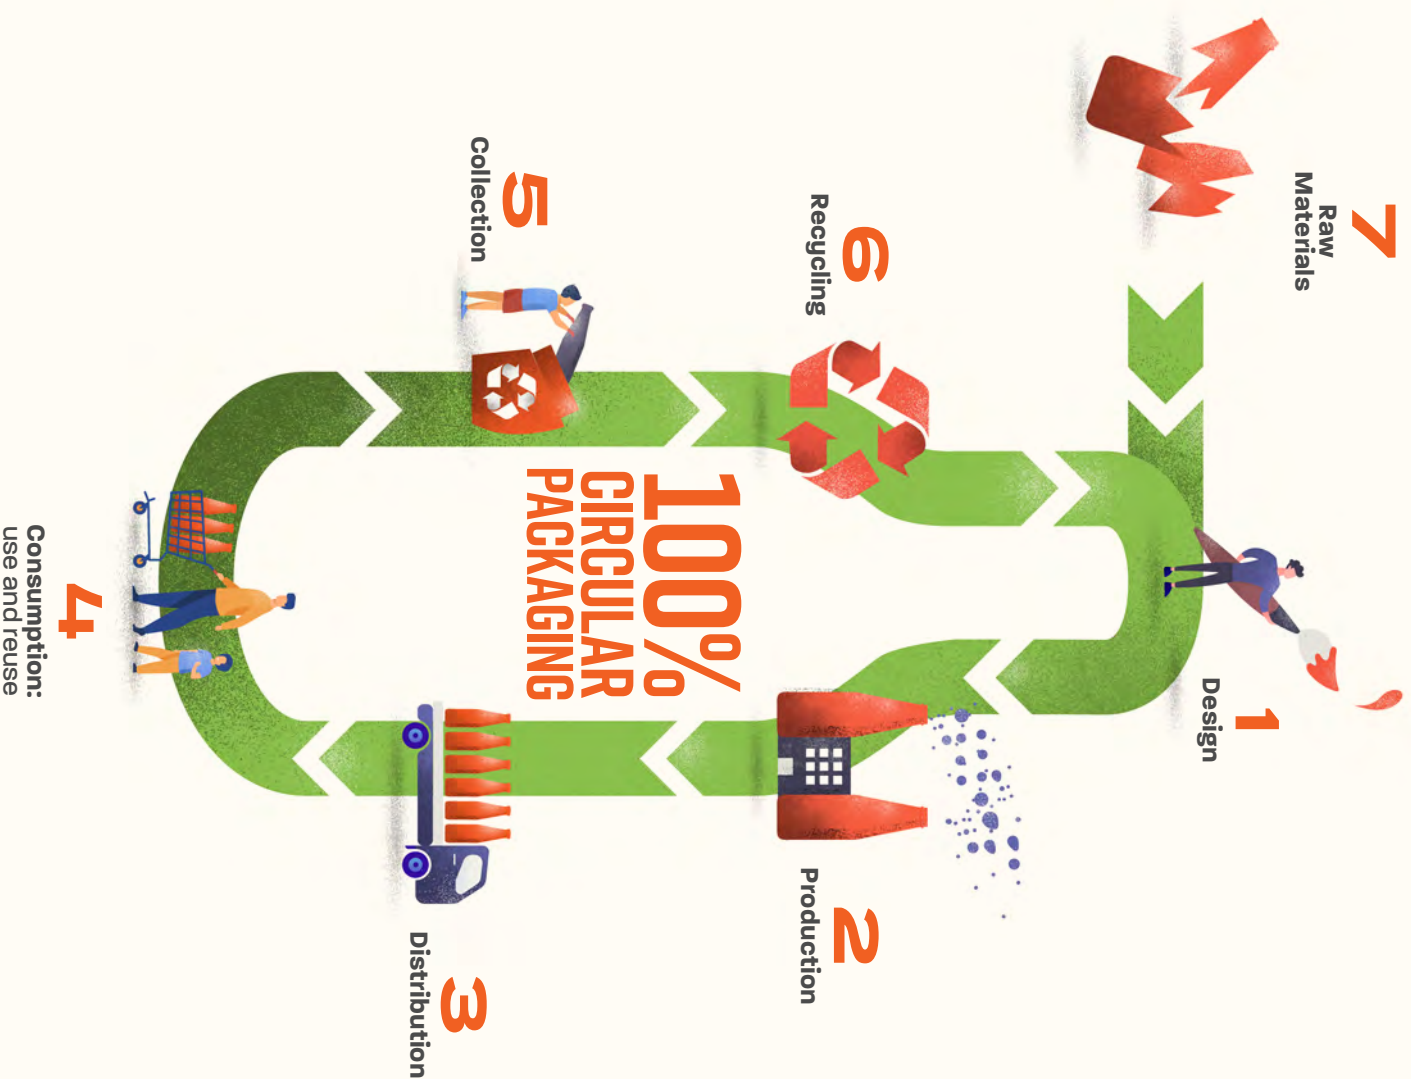 7
Raw
Materials
1
Design
6
Recycling
2
Production
100%
CIRCULAR
PACKAGING
5
Collection
3
Distribution
4
Consumption:
use and reuse